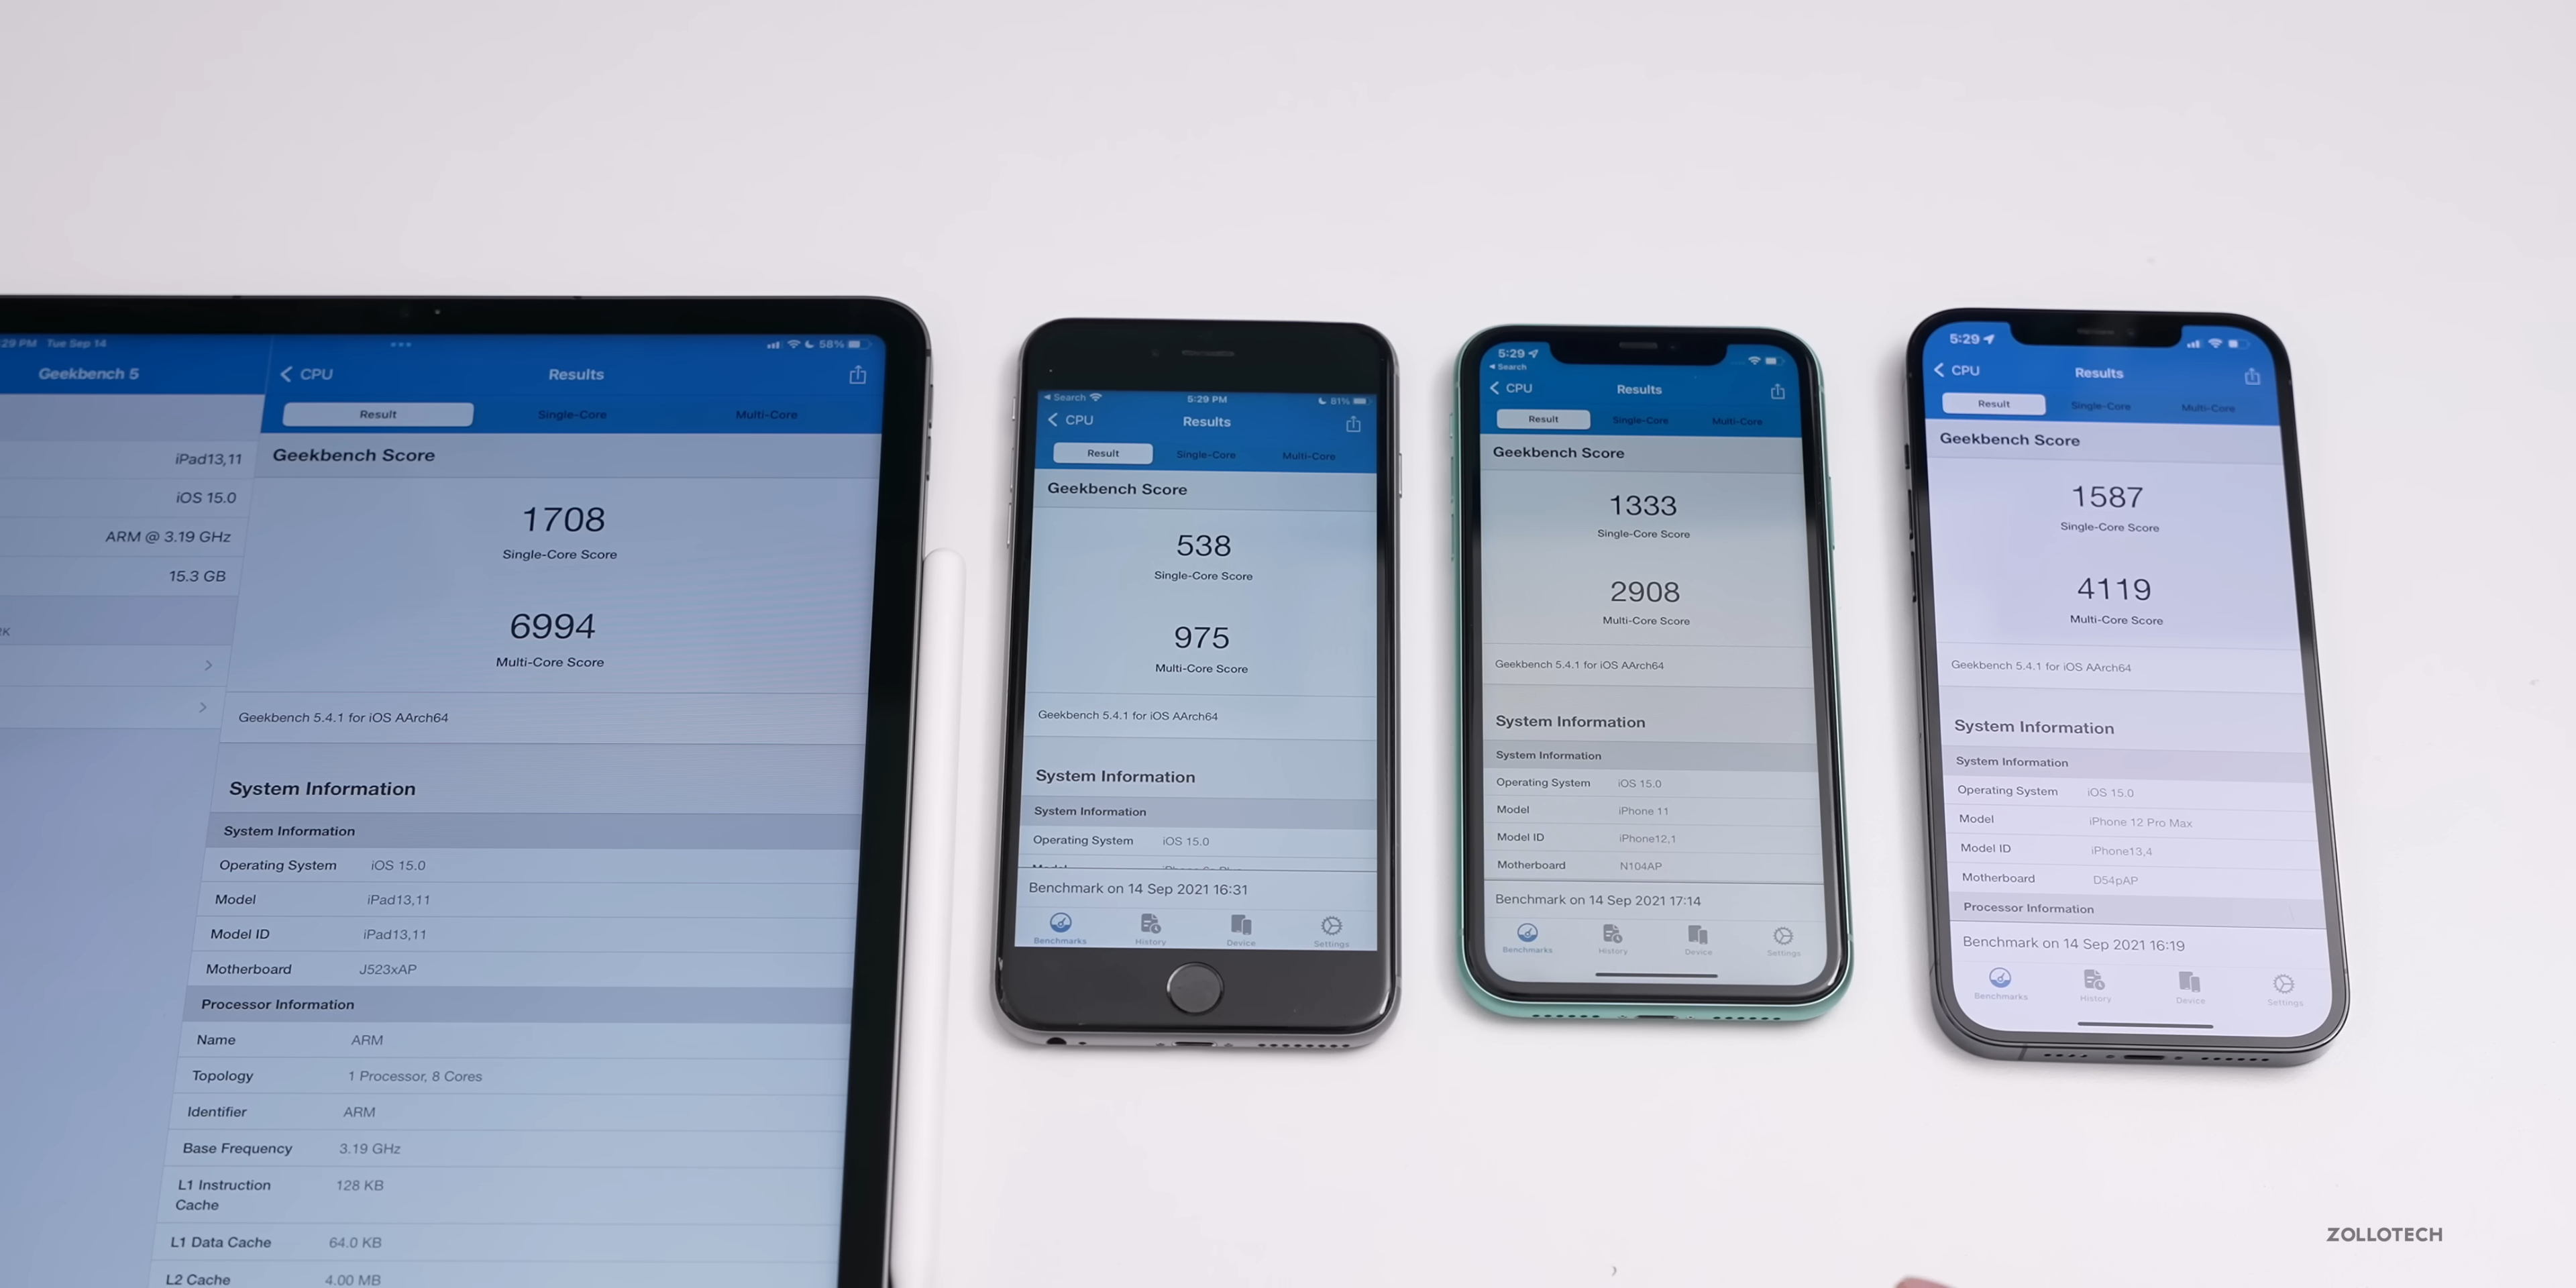 29 PM Tue Sep 14
58%
Geekbench 5
CPU
Results
Result
Single-Core
Multi-Core
iPad13,11
iOS 15.0
ARM @ 3.19 GHz
15.3 GB
Geekbench Score
1708
Single-Core Score
6994
Multi-Core Score
Geekbench 5.4.1 for iOS AArch64
System Information
System Information
Operating System iOS 15.0
Model iPad13,11
Model ID iPad13,11
Motherboard J523xAP
Processor Information
Name ARM
Topology 1 Processor, 8 Cores
Identifier ARM
Base Frequency 3.19 GHz
L1 Instruction Cache 128 KB
L1 Data Cache 64.0 KB
L2 Cache 4.00 MB
Search
5:29 PM
81%
CPU
Results
Result
Single-Core
Multi-Core
Geekbench Score
538
Single-Core Score
975
Multi-Core Score
Geekbench 5.4.1 for iOS AArch64
System Information
System Information
Operating System iOS 15.0
Benchmark on 14 Sep 2021 16:31
Benchmarks
History
Device
Settings
5:29
Search
CPU
Results
Result
Single-Core
Multi-Core
Geekbench Score
1333
Single-Core Score
2908
Multi-Core Score
Geekbench 5.4.1 for iOS AArch64
System Information
System Information
Operating System iOS 15.0
Model iPhone 11
Model ID iPhone12,1
Motherboard N104AP
Benchmark on 14 Sep 2021 17:14
Benchmarks
History
Device
Settings
5:29
CPU
Results
Result
Single-Core
Multi-Core
Geekbench Score
1587
Single-Core Score
4119
Multi-Core Score
Geekbench 5.4.1 for iOS AArch64
System Information
System Information
Operating System iOS 15.0
Model iPhone 12 Pro Max
Model ID iPhone13,4
Motherboard D54pAP
Processor Information
Benchmark on 14 Sep 2021 16:19
Benchmarks
History
Device
Settings
ZOLLOTECH